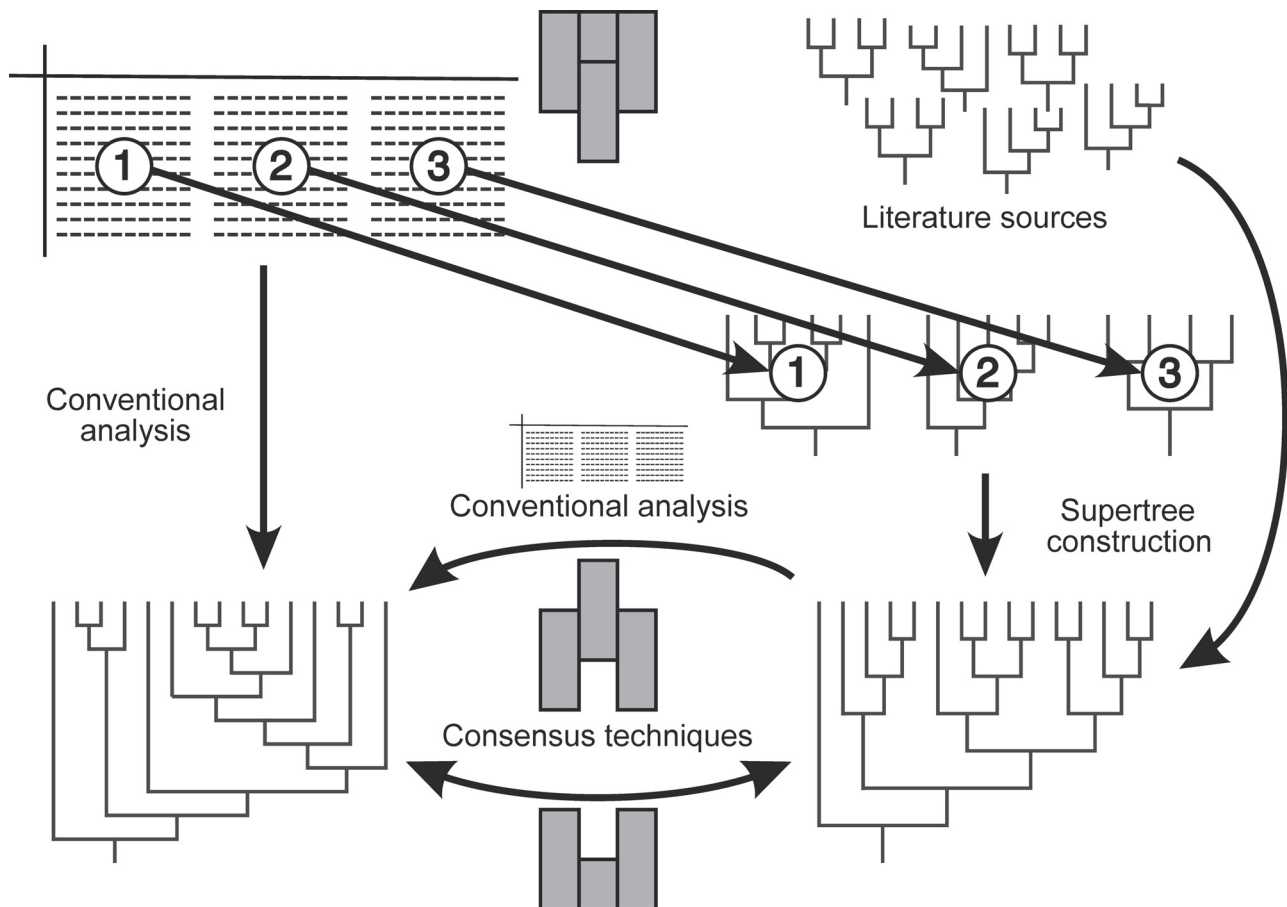 1
2
3
Literature sources
1
2
3
Conventional
analysis
Conventional analysis
Supertree
construction
Consensus techniques